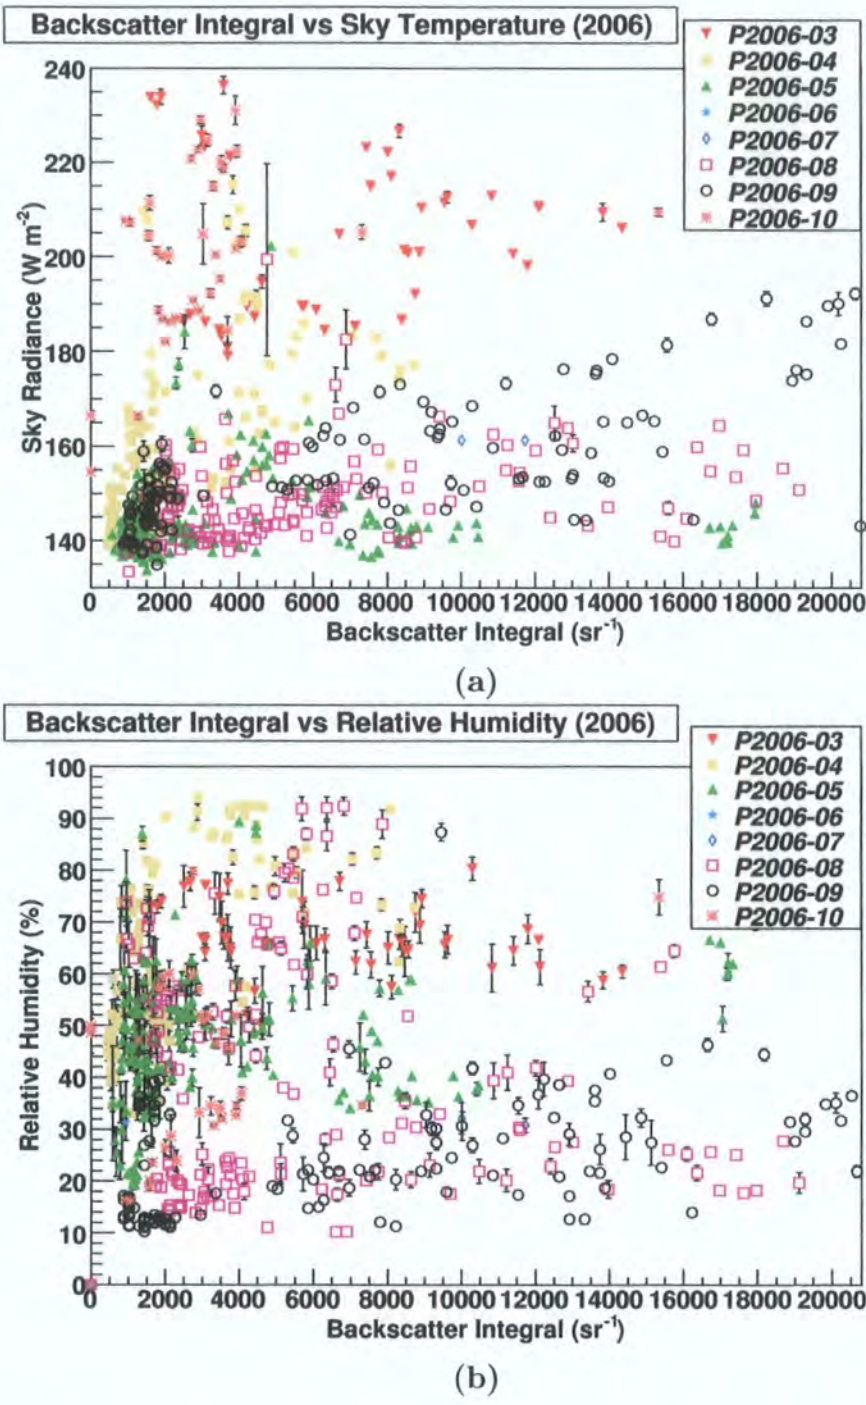 Backscatter Integral vs Sky Temperature (2006)
P2006-03
P2006-04
P2006-05
P2006-06
P2006-07
P2006-08
P2006-09
P2006-10
Sky Radiance (W m⁻²)
240
220
200
180
160
140
0 2000 4000 6000 8000 10000 12000 14000 16000 18000 20000
Backscatter Integral (sr⁻¹)
(a)
Backscatter Integral vs Relative Humidity (2006)
P2006-03
P2006-04
P2006-05
P2006-06
P2006-07
P2006-08
P2006-09
P2006-10
Relative Humidity (%)
100
90
80
70
60
50
40
30
20
10
0
0 2000 4000 6000 8000 10000 12000 14000 16000 18000 20000
Backscatter Integral (sr⁻¹)
(b)